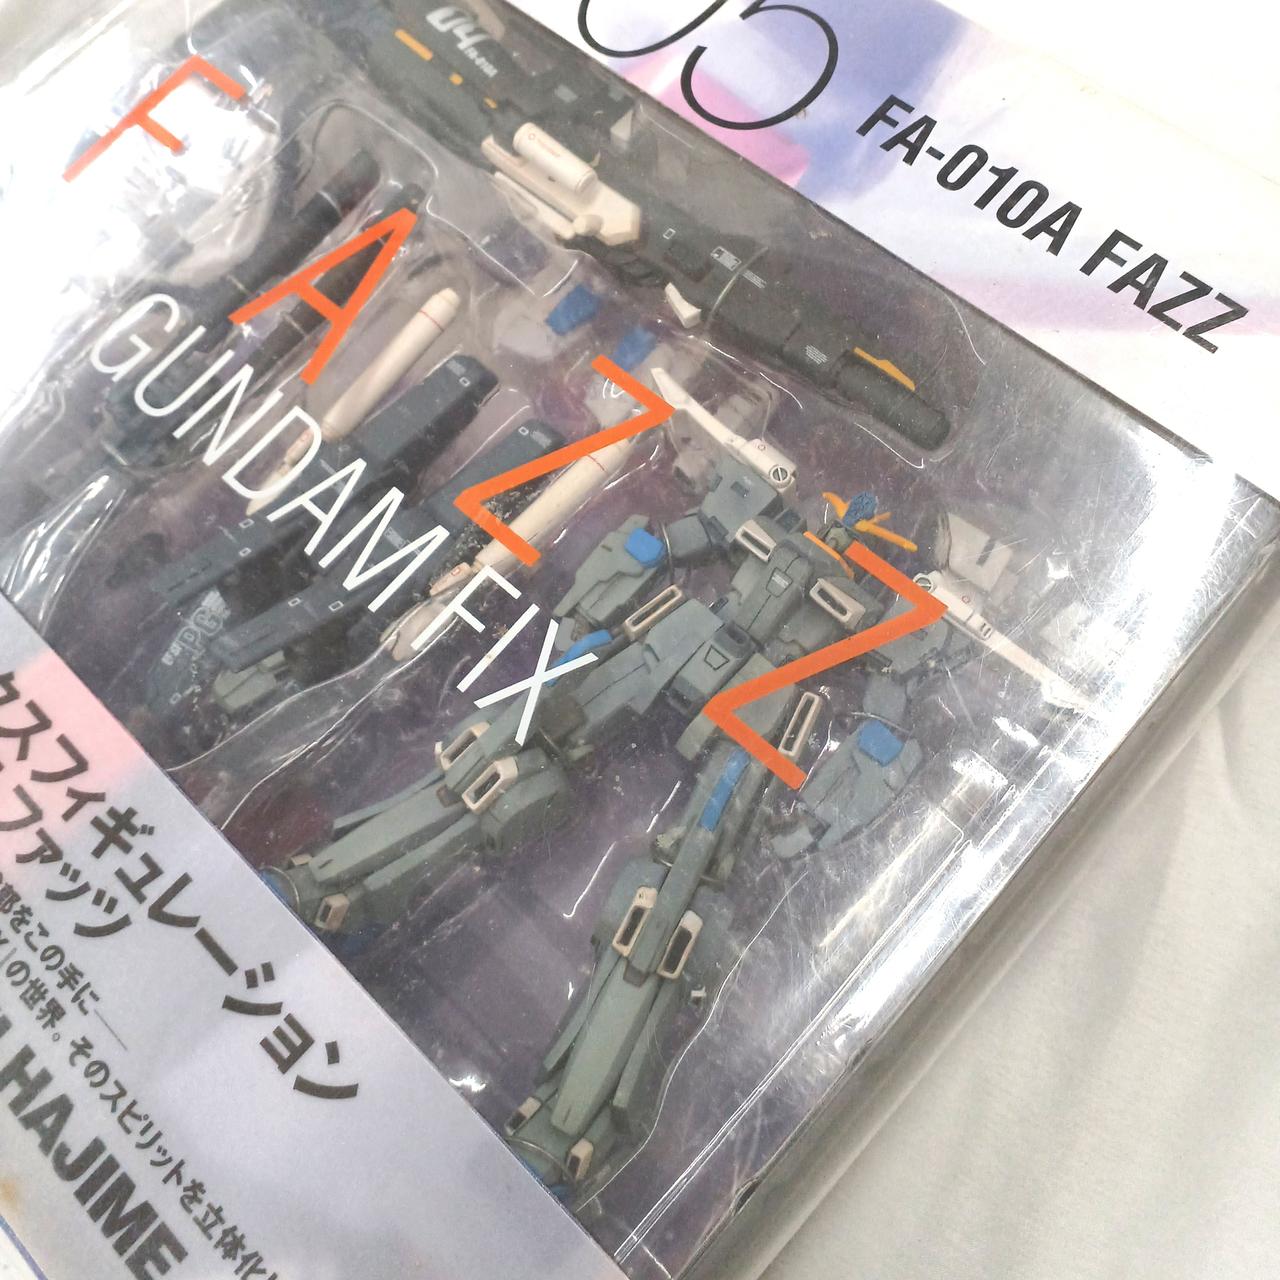 05
FA-010A FAZZ
04
FAZZ
GUNDAM FIX
クスフィギュレーション
ファッツ
郎をこの手に――
」の世界。そのスピリットを立体化
HAJIME